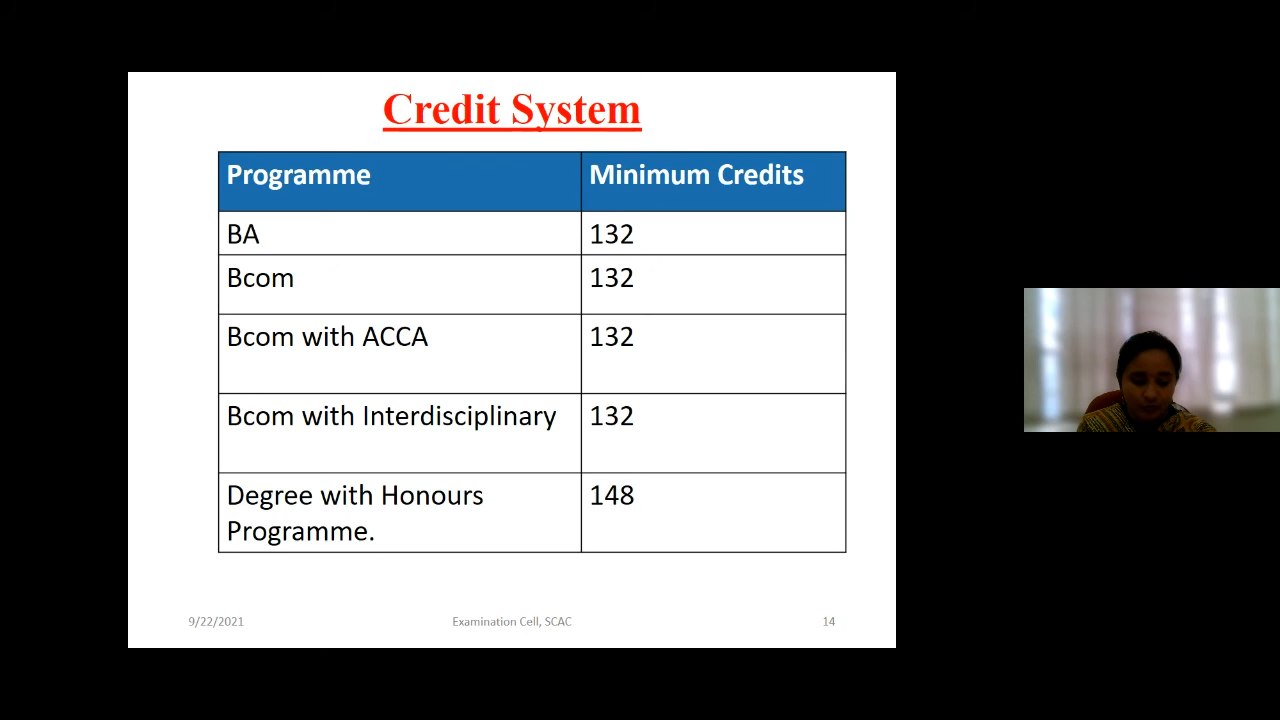 Credit System
Programme Minimum Credits
BA 132
Bcom 132
Bcom with ACCA 132
Bcom with Interdisciplinary 132
Degree with Honours 148
Programme.
9/22/2021 Examination Cell, SCAC 14